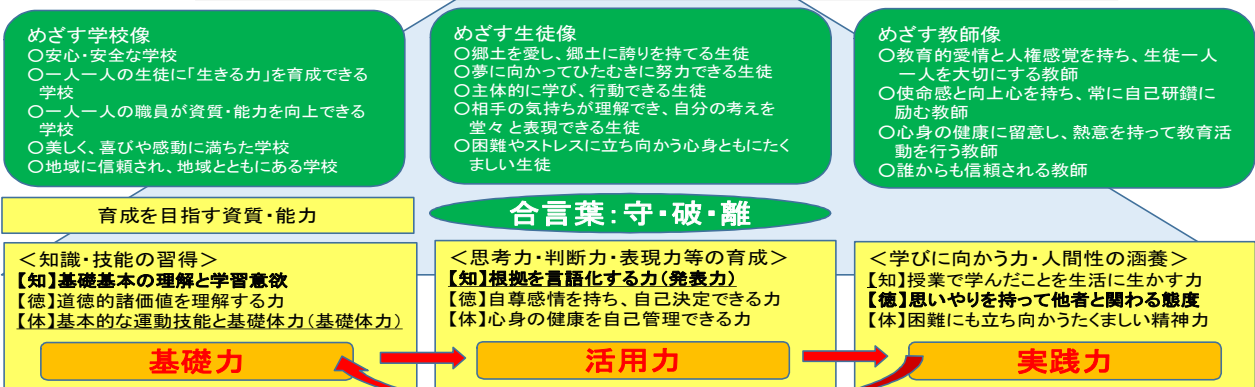 めざす学校像
〇安心・安全な学校
〇一人一人の生徒に「生きる力」を育成できる
学校
〇一人一人の職員が資質・能力を向上できる
学校
〇美しく、喜びや感動に満ちた学校
〇地域に信頼され、地域とともにある学校
めざす生徒像
〇郷土を愛し、郷土に誇りを持てる生徒
〇夢に向かってひたむきに努力できる生徒
〇主体的に学び、行動できる生徒
〇相手の気持ちが理解でき、自分の考えを
堂々と表現できる生徒
〇困難やストレスに立ち向かう心身ともにたく
ましい生徒
めざす教師像
〇教育的愛情と人権感覚を持ち、生徒一人
一人を大切にする教師
〇使命感と向上心を持ち、常に自己研鑽に
励む教師
〇心身の健康に留意し、熱意を持って教育活
動を行う教師
〇誰からも信頼される教師
育成を目指す資質・能力
合言葉:守・破・離
<知識・技能の習得>
【知】基礎基本の理解と学習意欲
【徳】道徳的諸価値を理解する力
【体】基本的な運動技能と基礎体力(基礎体力)
基礎力
<思考力・判断力・表現力等の育成>
【知】根拠を言語化する力(発表力)
【徳】自尊感情を持ち、自己決定できる力
【体】心身の健康を自己管理できる力
活用力
<学びに向かう力・人間性の涵養>
【知】授業で学んだことを生活に生かす力
【徳】思いやりを持って他者と関わる態度
【体】困難にも立ち向かうたくましい精神力
実践力